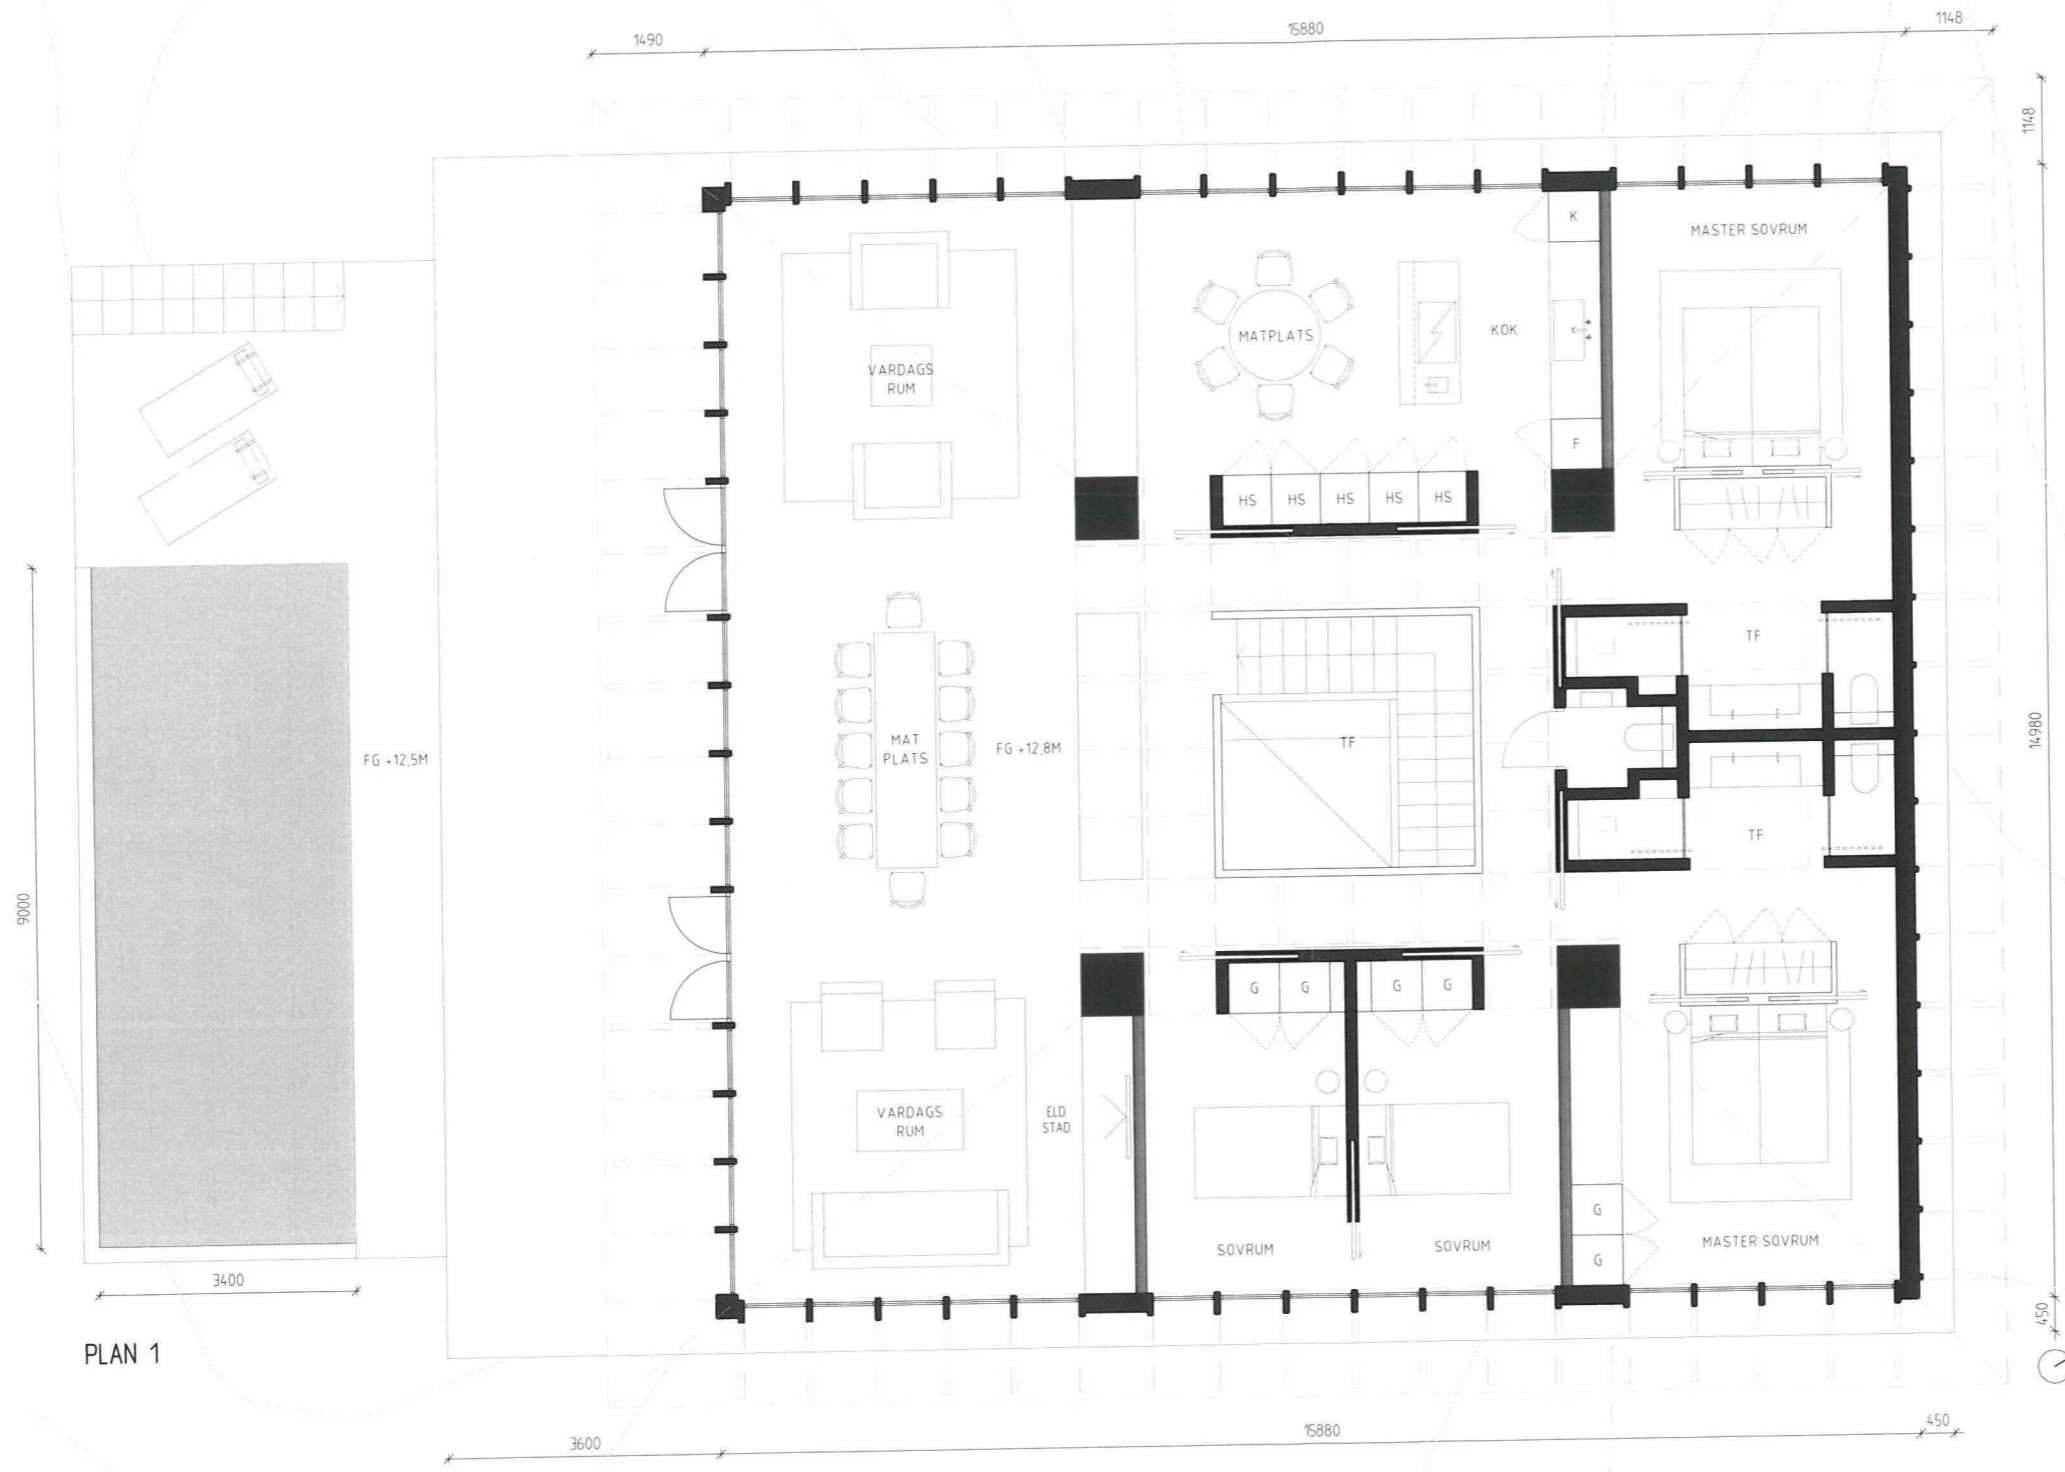 1490
15880
1148
1148
MASTER SOVRUM
K
MATPLATS
KÖK
VARDAGS
RUM
F
HS HS HS HS HS
TF
MAT
PLATS
FG +12,8M
FG +12,5M
TF
14980
TF
9000
G G G G
VARDAGS
RUM
ELD
STAD
G
SOVRUM
SOVRUM
MASTER SOVRUM
G
3400
450
PLAN 1
3600
15880
450